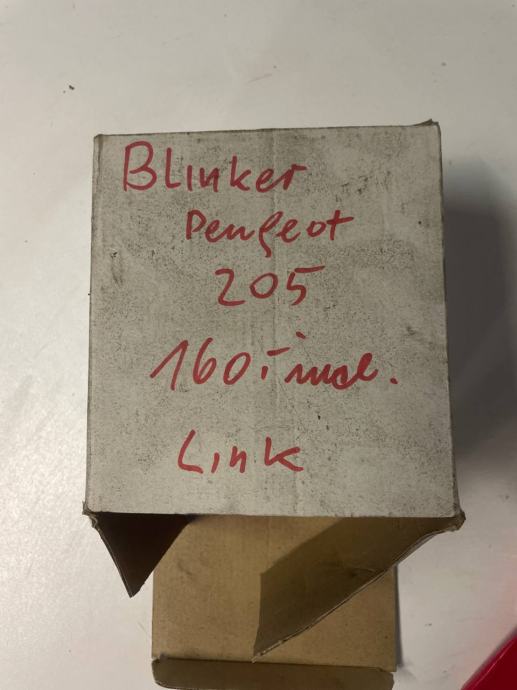 Blinker
Peugeot
205
160.- incl.
Link